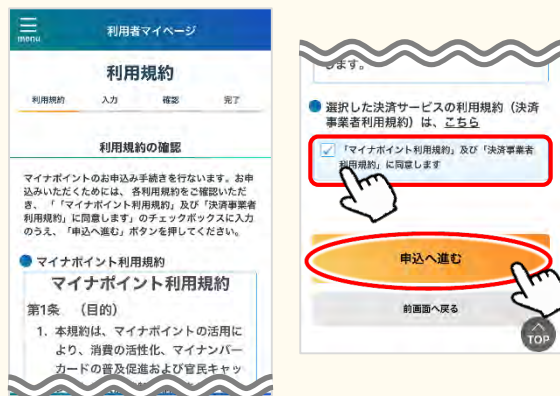 menu
利用者マイページ
利用規約
利用規約 入力 確認 完了
利用規約の確認
マイナポイントのお申込み手続きを行ないます。お申
込みいただくためには、 各利用規約をご確認いただ
き、 「「マイナポイント利用規約」及び「決済事業者
利用規約」に同意します」のチェックボックスに入力
のうえ、「申込へ進む」ボタンを押してください。
マイナポイント利用規約
マイナポイント利用規約
第1条 （目的）
1. 本規約は、マイナポイントの活用に
より、消費の活性化、マイナンバー
カードの普及促進および官民キャッ
します。
選択した決済サービスの利用規約（決済
事業者利用規約）は、こちら
「マイナポイント利用規約」及び「決済事業者
利用規約」に同意します
申込へ進む
前画面へ戻る
TOP